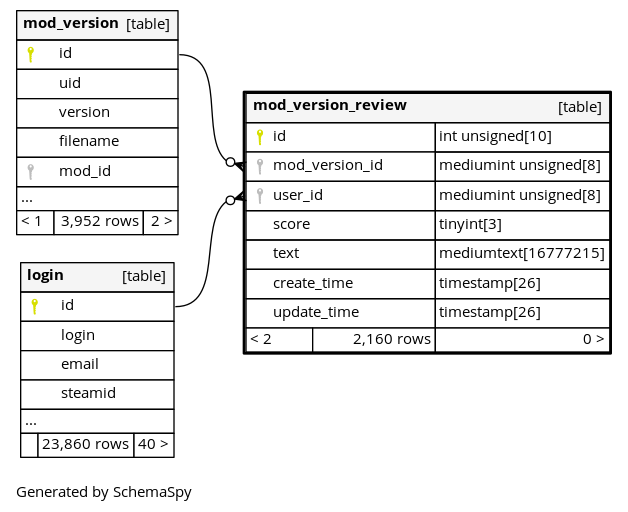 mod_version [table]
id
uid
version
filename
mod_id
...
< 1 3,952 rows 2 >
mod_version_review [table]
id int unsigned[10]
mod_version_id mediumint unsigned[8]
user_id mediumint unsigned[8]
score tinyint[3]
text mediumtext[16777215]
create_time timestamp[26]
update_time timestamp[26]
< 2 2,160 rows 0 >
login [table]
id
login
email
steamid
...
23,860 rows 40 >
Generated by SchemaSpy